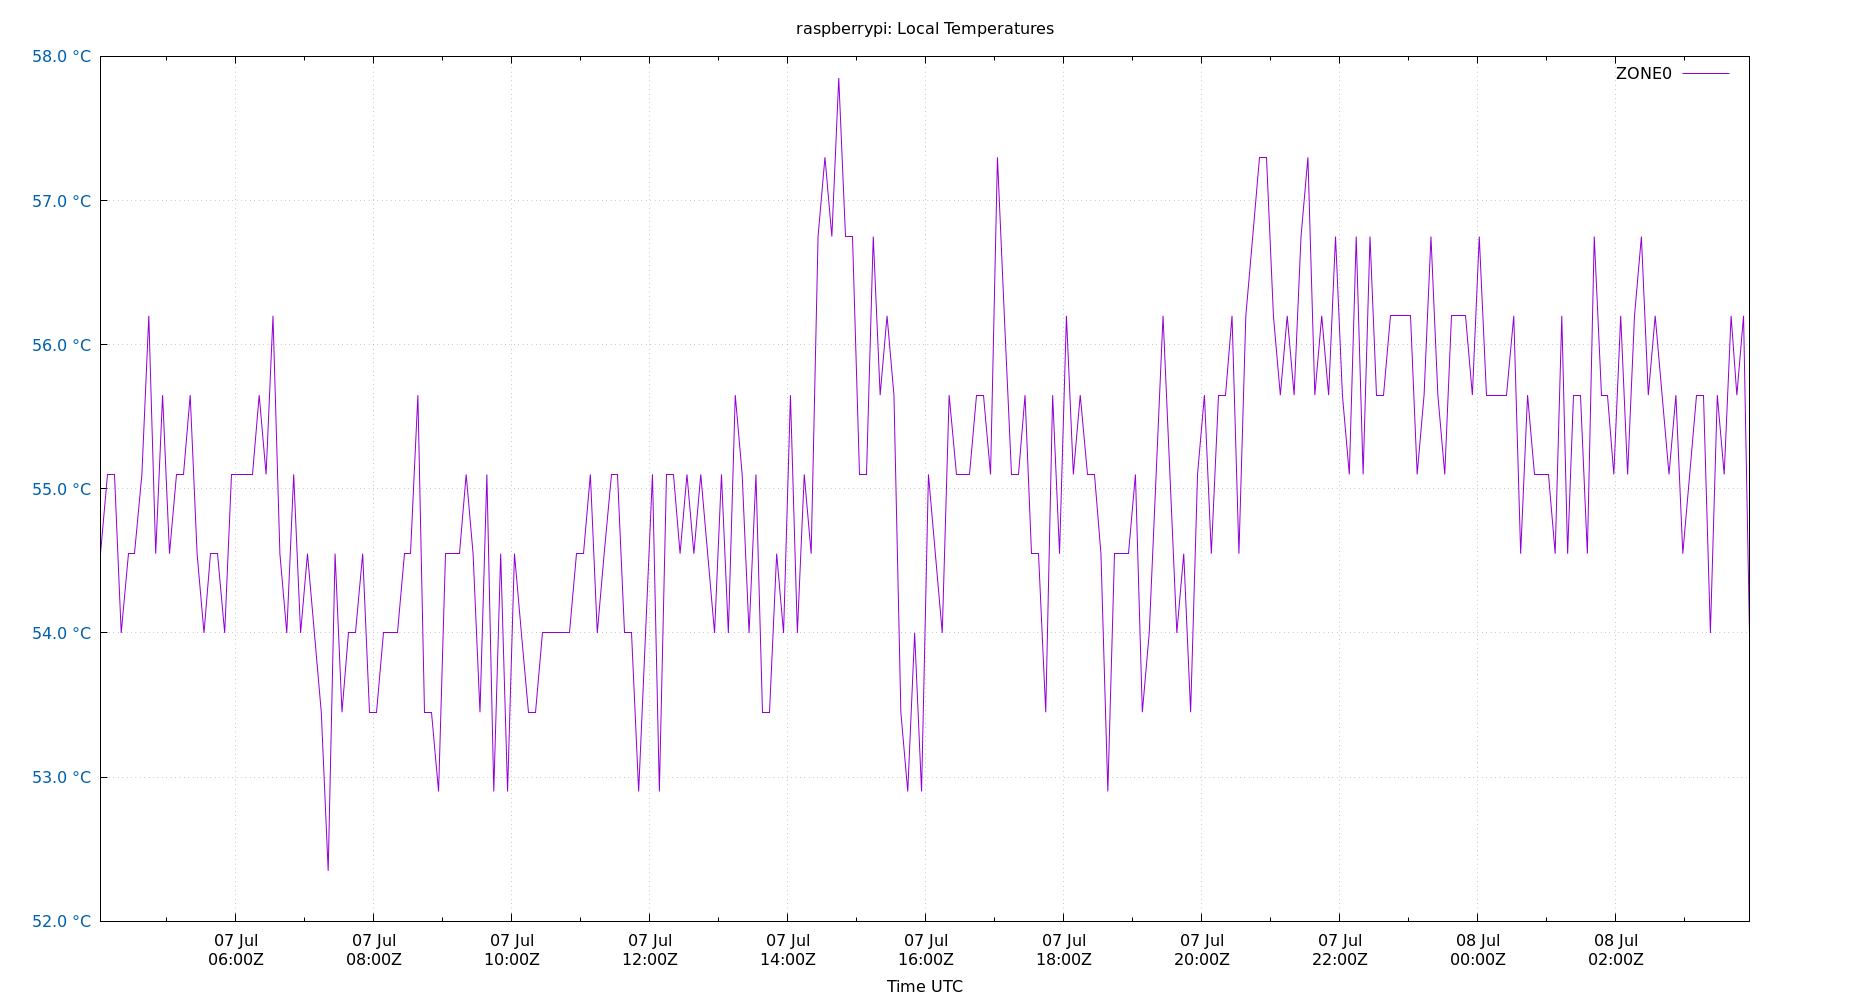 raspberrypi: Local Temperatures
58.0 °C
ZONE0
57.0 °C
56.0 °C
55.0 °C
54.0 °C
53.0 °C
52.0 °C
07 Jul 07 Jul 07 Jul 07 Jul 07 Jul 07 Jul 07 Jul 07 Jul 07 Jul 08 Jul 08 Jul
06:00Z 08:00Z 10:00Z 12:00Z 14:00Z 16:00Z 18:00Z 20:00Z 22:00Z 00:00Z 02:00Z
Time UTC